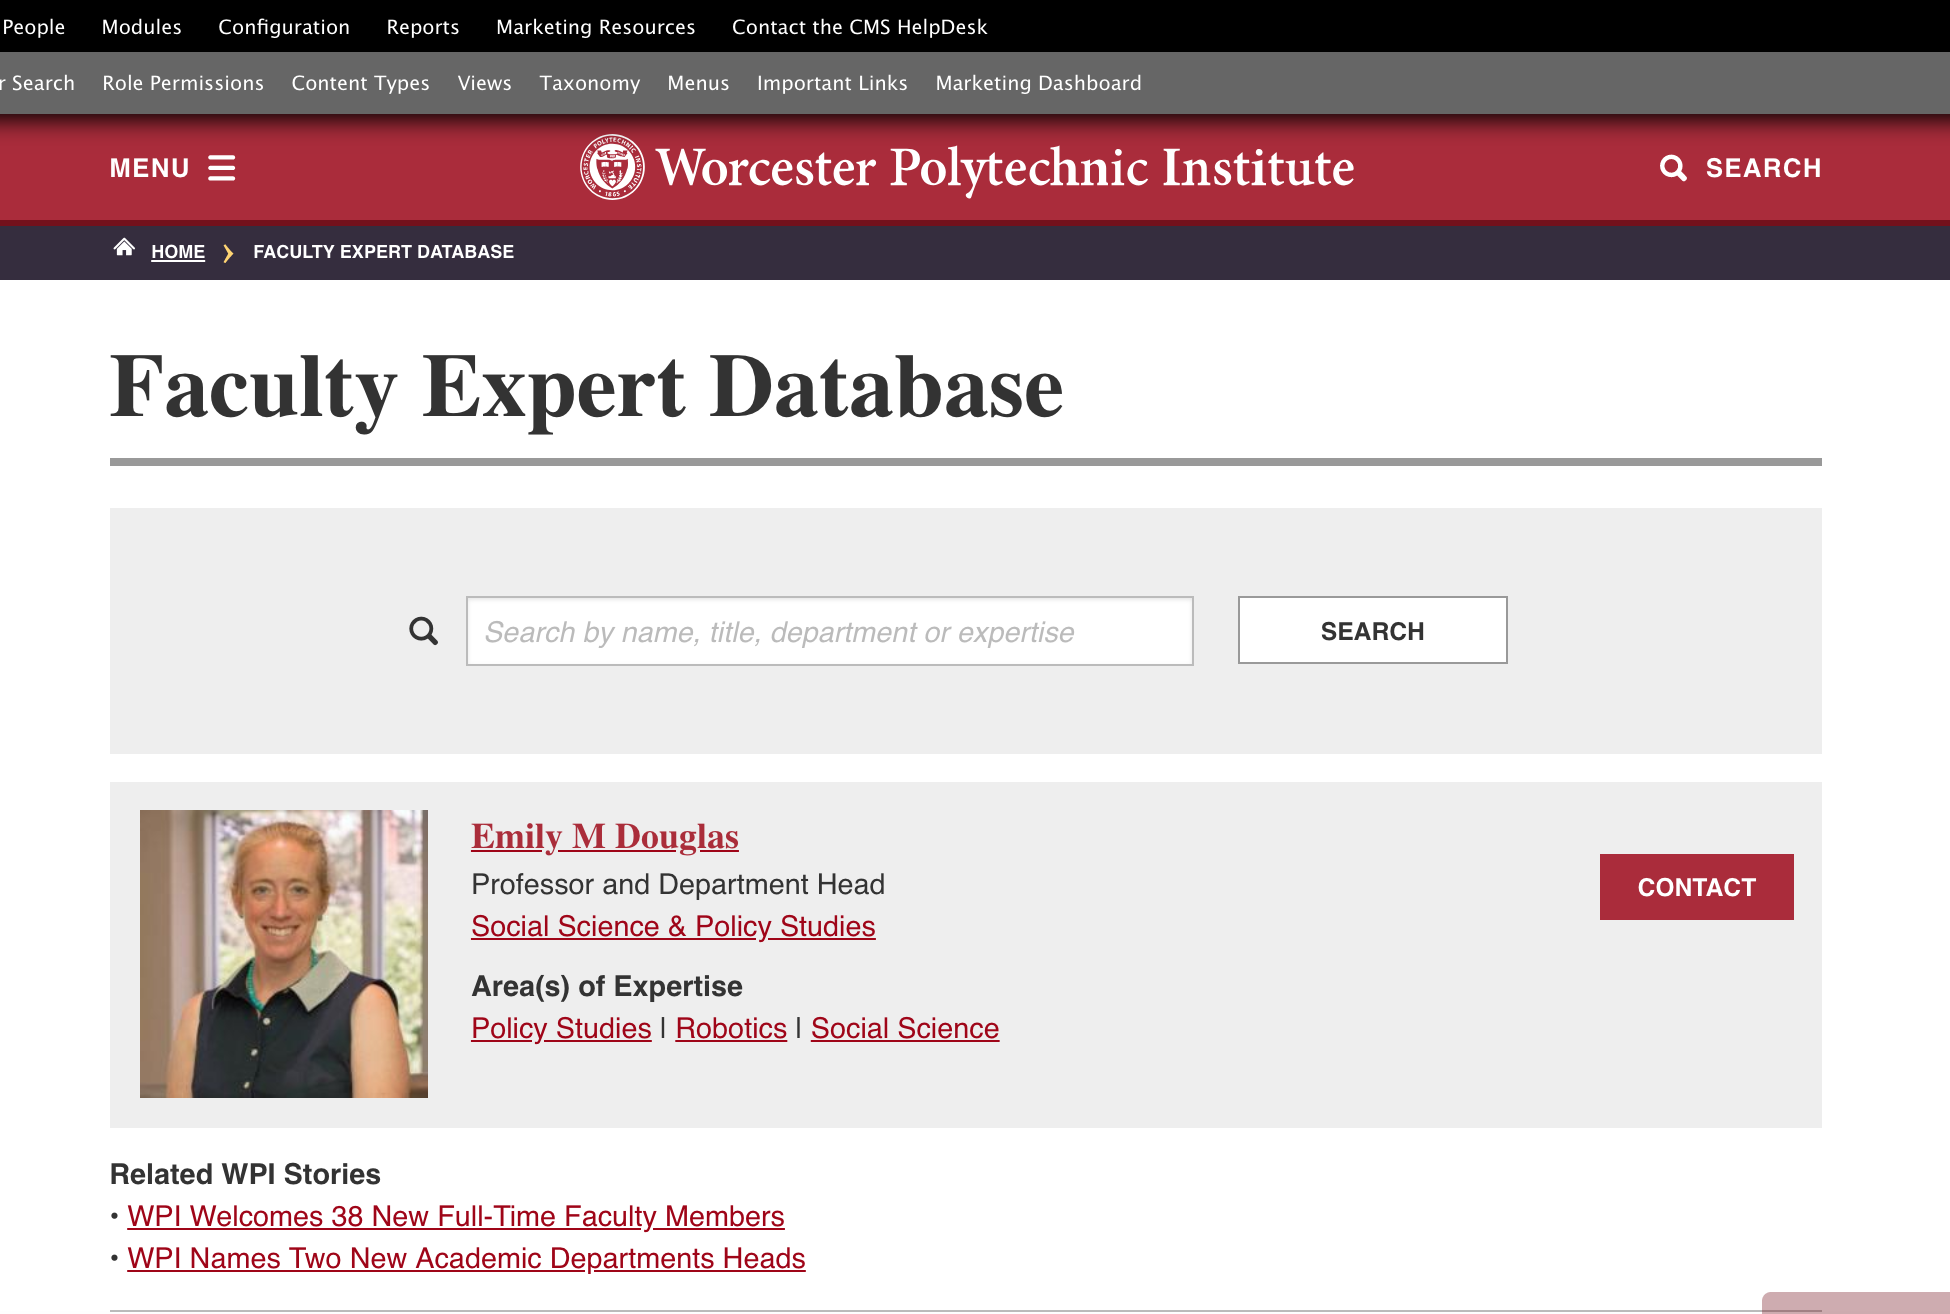 People Modules Configuration Reports Marketing Resources Contact the CMS HelpDesk
Search Role Permissions Content Types Views Taxonomy Menus Important Links Marketing Dashboard
MENU Worcester Polytechnic Institute SEARCH
HOME FACULTY EXPERT DATABASE
Faculty Expert Database
Search by name, title, department or expertise SEARCH
Emily M Douglas
Professor and Department Head
CONTACT
Social Science & Policy Studies
Area(s) of Expertise
Policy Studies | Robotics | Social Science
Related WPI Stories
• WPI Welcomes 38 New Full-Time Faculty Members
• WPI Names Two New Academic Departments Heads